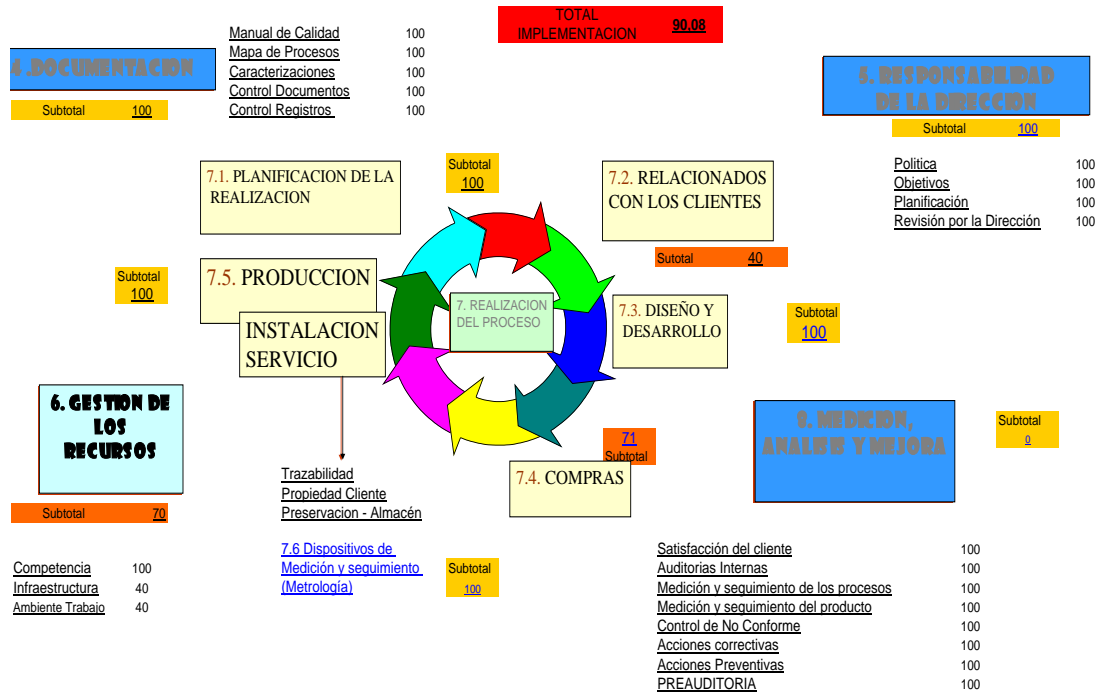 TOTAL
IMPLEMENTACION 90.08
Manual de Calidad 100
Mapa de Procesos 100
Caracterizaciones 100
Control Documentos 100
Control Registros 100
4 .DOCUMENTACION
Subtotal 100
5. RESPONSABILIDAD
DE LA DIRECCION
Subtotal 100
Politica 100
Objetivos 100
Planificación 100
Revisión por la Dirección 100
7.1. PLANIFICACION DE LA
REALIZACION
Subtotal
100
7.2. RELACIONADOS
CON LOS CLIENTES
Sutotal 40
Subtotal
100
7.5. PRODUCCION
INSTALACION
SERVICIO
7. REALIZACION
DEL PROCESO
7.3. DISEÑO Y
DESARROLLO
Subtotal
100
6. GESTION DE
LOS
RECURSOS
Subtotal 70
Competencia 100
Infraestructura 40
Ambiente Trabajo 40
Trazabilidad
Propiedad Cliente
Preservacion - Almacén
7.6 Dispositivos de
Medición y seguimiento
(Metrología)
Subtotal
100
71
Subtotal
7.4. COMPRAS
8. MEDICION,
ANALISIS Y MEJORA
Subtotal
0
Satisfacción del cliente 100
Auditorias Internas 100
Medición y seguimiento de los procesos 100
Medición y seguimiento del producto 100
Control de No Conforme 100
Acciones correctivas 100
Acciones Preventivas 100
PREAUDITORIA 100